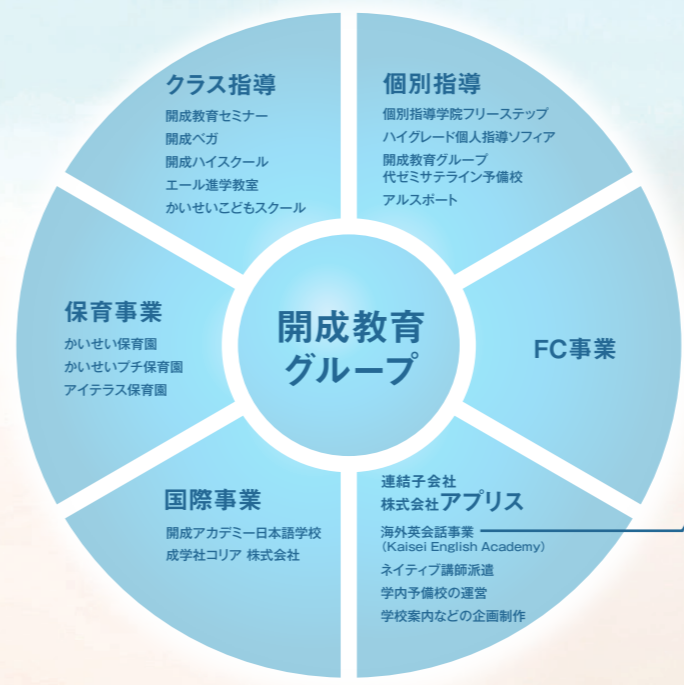 クラス指導
開成教育セミナー
開成ベガ
開成ハイスクール
エール進学教室
かいせいこどもスクール
個別指導
個別指導学院フリーステップ
ハイグレード個人指導ソフィア
開成教育グループ
代ゼミサテライン予備校
アルスポート
保育事業
かいせい保育園
かいせいプチ保育園
アイテラス保育園
開成教育
グループ
FC事業
国際事業
開成アカデミー日本語学校
成学社コリア 株式会社
連結子会社
株式会社アプリス
海外英会話事業
(Kaisei English Academy)
ネイティブ講師派遣
学内予備校の運営
学校案内などの企画制作